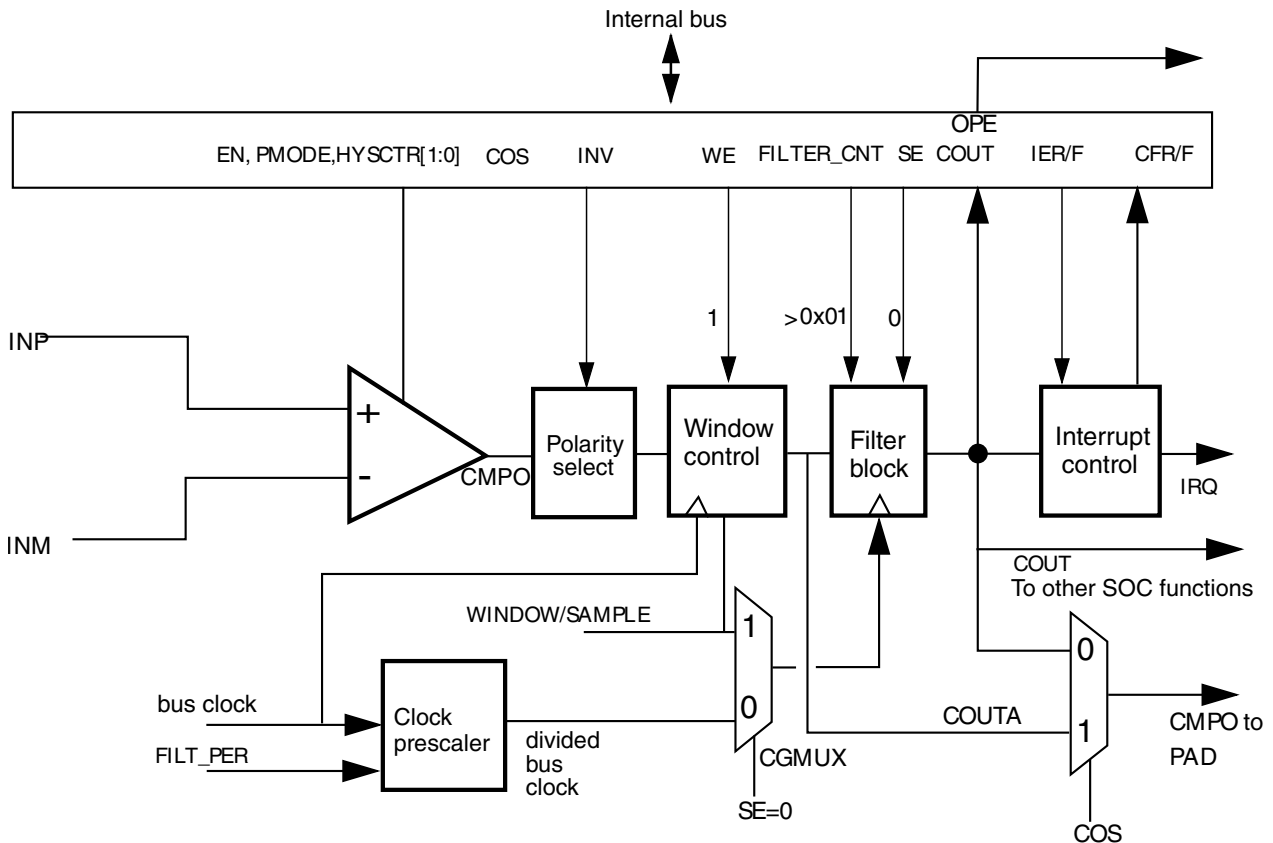 Internal bus
OPE
EN, PMODE,HYSCTR[1:0] COS INV WE FILTER_CNT SE COUT IER/F CFR/F
1 >0x01 0
INP
+
-
INM
CMPO
Polarity
select
Window
control
Filter
block
Interrupt
control
IRQ
COUT
To other SOC functions
WINDOW/SAMPLE
1
0
0
1
bus clock
FILT_PER
Clock
prescaler
divided
bus
clock
CGMUX
SE=0
COUTA
CMPO to
PAD
COS